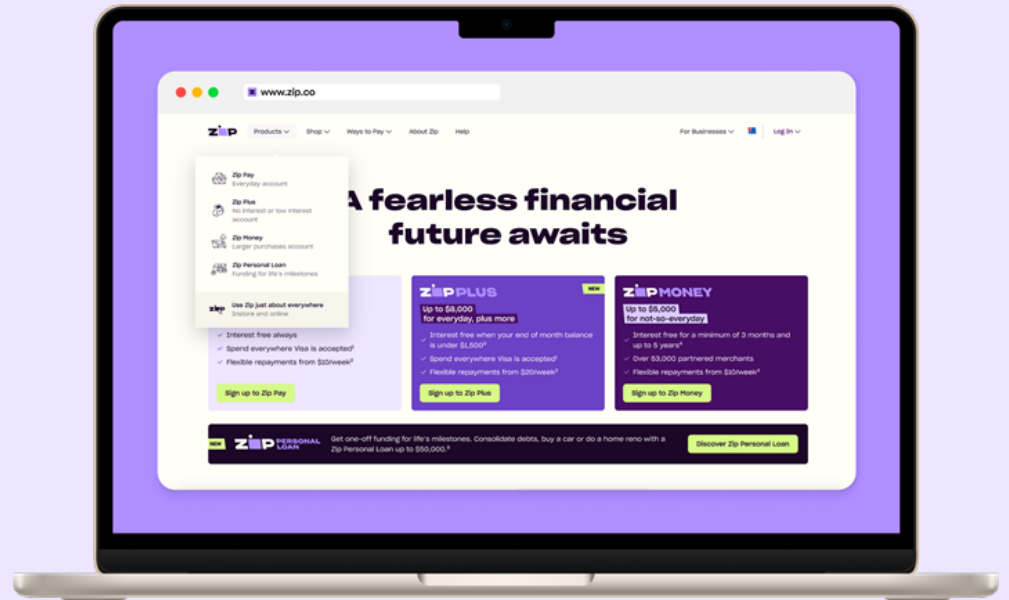 www.zip.co
ZIP Products Shop Ways to Pay About Zip Help For Businesses Log In
Zip Pay
Everyday account
Zip Plus
No interest or low interest
account
Zip Money
Larger purchases account
Zip Personal Loan
Funding for life's milestones
zip Use Zip just about everywhere
Instore and online
A fearless financial
future awaits
Interest free always
Spend everywhere Visa is accepted¹
Flexible repayments from $10/week²
Sign up to Zip Pay
ZIP PLUS NEW
Up to $8,000
for everyday, plus more
Interest free when your end of month balance
is under $1,500³
Spend everywhere Visa is accepted¹
Flexible repayments from $20/week³
Sign up to Zip Plus
ZIP MONEY
Up to $5,000
for not-so-everyday
Interest free for a minimum of 3 months and
up to 5 years⁴
Over 53,000 partnered merchants
Flexible repayments from $10/week⁴
Sign up to Zip Money
NEW ZIP PERSONAL
LOAN
Get one-off funding for life's milestones. Consolidate debts, buy a car or do a home reno with a
Zip Personal Loan up to $50,000.⁵
Discover Zip Personal Loan